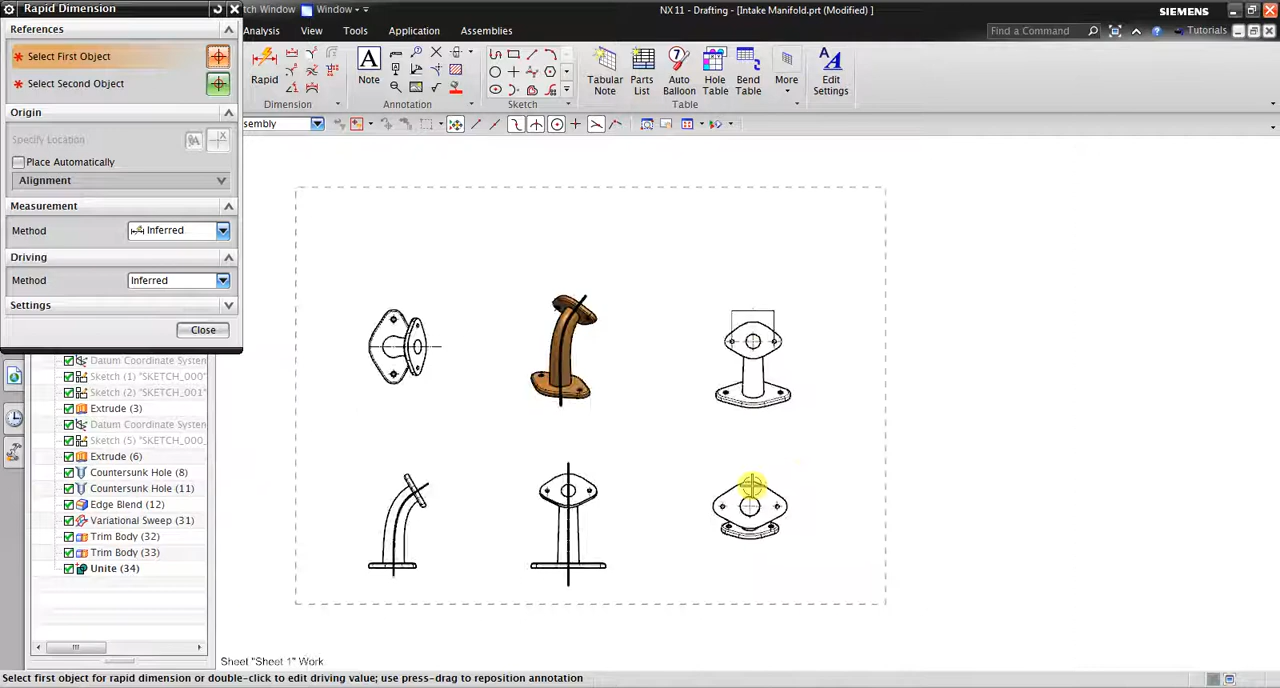 Rapid Dimension
tch Window
Window
NX 11 - Drafting - [Intake Manifold.prt (Modified) ]
SIEMENS
References
Analysis
View
Tools
Application
Assemblies
Find a Command
Tutorials
Select First Object
Select Second Object
Rapid
Note
Tabular Note
Parts List
Auto Balloon
Hole Table
Bend Table
More
Edit Settings
Dimension
Annotation
Sketch
Table
Origin
sembly
Specify Location
Place Automatically
Alignment
Measurement
Method
Inferred
Driving
Method
Inferred
Settings
Close
Datum Coordinate System
Sketch (1) "SKETCH_000"
Sketch (2) "SKETCH_001"
Extrude (3)
Datum Coordinate System
Sketch (5) "SKETCH_000_
Extrude (6)
Countersunk Hole (8)
Countersunk Hole (11)
Edge Blend (12)
Variational Sweep (31)
Trim Body (32)
Trim Body (33)
Unite (34)
Sheet "Sheet 1" Work
Select first object for rapid dimension or double-click to edit driving value; use press-drag to reposition annotation